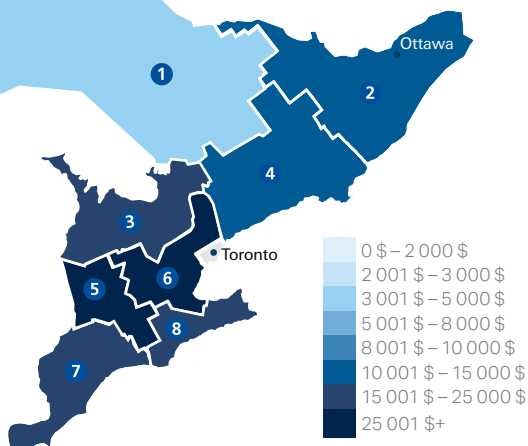 Ottawa
1
2
4
3
Toronto
6
5
8
7
0 $ – 2 000 $
2 001 $ – 3 000 $
3 001 $ – 5 000 $
5 001 $ – 8 000 $
8 001 $ – 10 000 $
10 001 $ – 15 000 $
15 001 $ – 25 000 $
25 001 $+